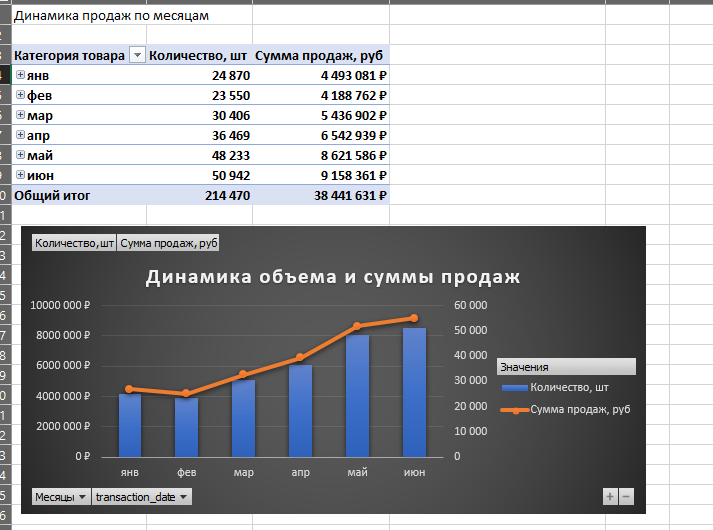 Динамика продаж по месяцам
Категория товара Количество, шт Сумма продаж, руб
янв 24 870 4 493 081 ₽
фев 23 550 4 188 762 ₽
мар 30 406 5 436 902 ₽
апр 36 469 6 542 939 ₽
май 48 233 8 621 586 ₽
июн 50 942 9 158 361 ₽
Общий итог 214 470 38 441 631 ₽
Количество,шт Сумма продаж, руб
Динамика объема и суммы продаж
10000 000 ₽ 60 000
8000 000 ₽ 50 000
6000 000 ₽ 40 000
4000 000 ₽ 30 000
2000 000 ₽ 20 000
0 ₽ 10 000
0
Значения
Количество, шт
Сумма продаж, руб
янв фев мар апр май июн
Месяцы transaction_date